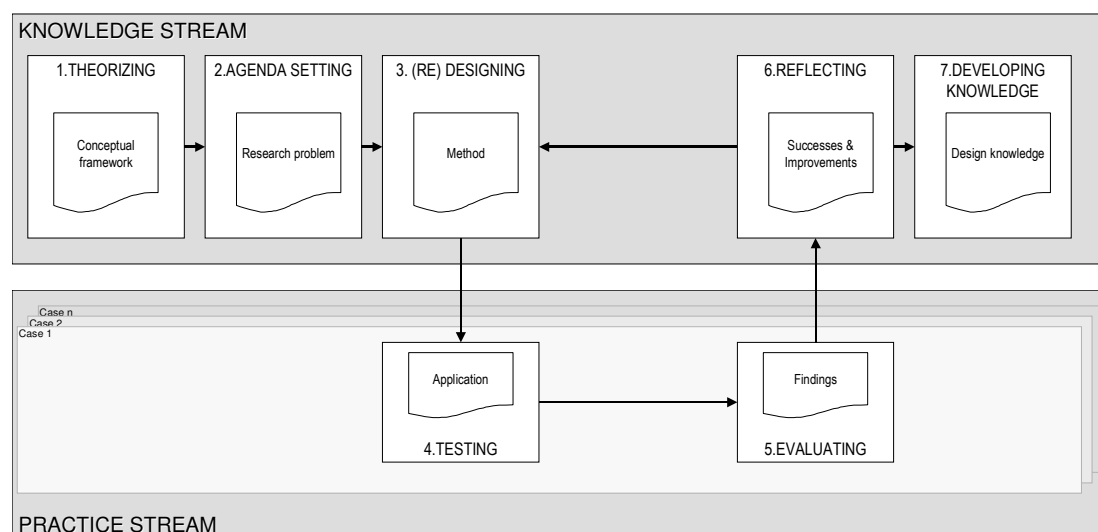 KNOWLEDGE STREAM
1.THEORIZING
Conceptual
framework
2.AGENDA SETTING
Research problem
3. (RE) DESIGNING
Method
6.REFLECTING
Successes &
Improvements
7.DEVELOPING
KNOWLEDGE
Design knowledge
Case n
Case 2
Case 1
Application
4.TESTING
Findings
5.EVALUATING
PRACTICE STREAM